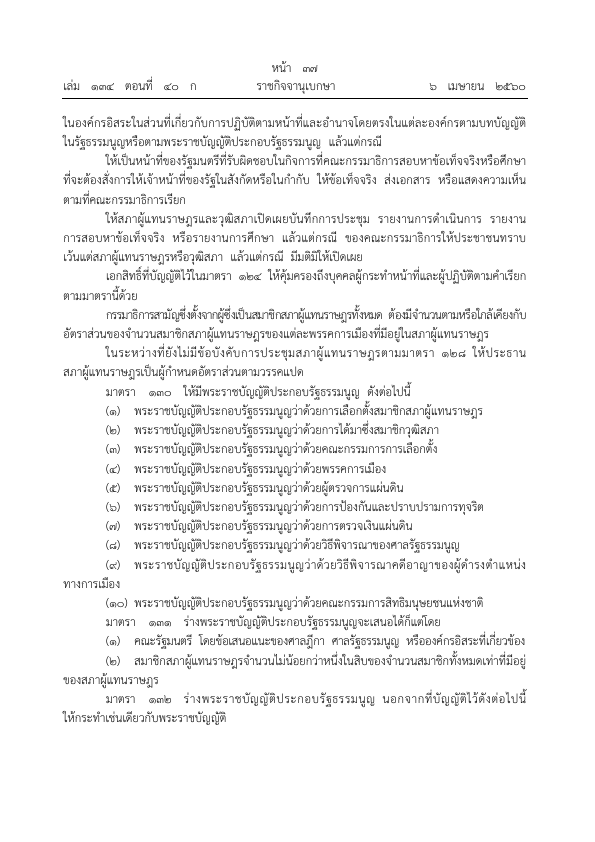 หน้า ๓๗
เล่ม ๑๓๔ ตอนที่ ๔๐ ก ราชกิจจานุเบกษา ๖ เมษายน ๒๕๖๐
ในองค์กรอิสระในส่วนที่เกี่ยวกับการปฏิบัติตามหน้าที่และอำนาจโดยตรงในแต่ละองค์กรตามบทบัญญัติ
ในรัฐธรรมนูญหรือตามพระราชบัญญัติประกอบรัฐธรรมนูญ แล้วแต่กรณี
ให้เป็นหน้าที่ของรัฐมนตรีที่รับผิดชอบในกิจการที่คณะกรรมาธิการสอบหาข้อเท็จจริงหรือศึกษา
ที่จะต้องสั่งการให้เจ้าหน้าที่ของรัฐในสังกัดหรือในกำกับ ให้ข้อเท็จจริง ส่งเอกสาร หรือแสดงความเห็น
ตามที่คณะกรรมาธิการเรียก
ให้สภาผู้แทนราษฎรและวุฒิสภาเปิดเผยบันทึกการประชุม รายงานการดำเนินการ รายงาน
การสอบหาข้อเท็จจริง หรือรายงานการศึกษา แล้วแต่กรณี ของคณะกรรมาธิการให้ประชาชนทราบ
เว้นแต่สภาผู้แทนราษฎรหรือวุฒิสภา แล้วแต่กรณี มีมติมิให้เปิดเผย
เอกสิทธิ์ที่บัญญัติไว้ในมาตรา ๑๒๔ ให้คุ้มครองถึงบุคคลผู้กระทำหน้าที่และผู้ปฏิบัติตามคำเรียก
ตามมาตรานี้ด้วย
กรรมาธิการสามัญซึ่งตั้งจากผู้ซึ่งเป็นสมาชิกสภาผู้แทนราษฎรทั้งหมด ต้องมีจำนวนตามหรือใกล้เคียงกับ
อัตราส่วนของจำนวนสมาชิกสภาผู้แทนราษฎรของแต่ละพรรคการเมืองที่มีอยู่ในสภาผู้แทนราษฎร
ในระหว่างที่ยังไม่มีข้อบังคับการประชุมสภาผู้แทนราษฎรตามมาตรา ๑๒๘ ให้ประธาน
สภาผู้แทนราษฎรเป็นผู้กำหนดอัตราส่วนตามวรรคแปด
มาตรา ๑๓๐ ให้มีพระราชบัญญัติประกอบรัฐธรรมนูญ ดังต่อไปนี้
(๑) พระราชบัญญัติประกอบรัฐธรรมนูญว่าด้วยการเลือกตั้งสมาชิกสภาผู้แทนราษฎร
(๒) พระราชบัญญัติประกอบรัฐธรรมนูญว่าด้วยการได้มาซึ่งสมาชิกวุฒิสภา
(๓) พระราชบัญญัติประกอบรัฐธรรมนูญว่าด้วยคณะกรรมการการเลือกตั้ง
(๔) พระราชบัญญัติประกอบรัฐธรรมนูญว่าด้วยพรรคการเมือง
(๕) พระราชบัญญัติประกอบรัฐธรรมนูญว่าด้วยผู้ตรวจการแผ่นดิน
(๖) พระราชบัญญัติประกอบรัฐธรรมนูญว่าด้วยการป้องกันและปราบปรามการทุจริต
(๗) พระราชบัญญัติประกอบรัฐธรรมนูญว่าด้วยการตรวจเงินแผ่นดิน
(๘) พระราชบัญญัติประกอบรัฐธรรมนูญว่าด้วยวิธีพิจารณาของศาลรัฐธรรมนูญ
(๙) พระราชบัญญัติประกอบรัฐธรรมนูญว่าด้วยวิธีพิจารณาคดีอาญาของผู้ดำรงตำแหน่ง
ทางการเมือง
(๑๐) พระราชบัญญัติประกอบรัฐธรรมนูญว่าด้วยคณะกรรมการสิทธิมนุษยชนแห่งชาติ
มาตรา ๑๓๑ ร่างพระราชบัญญัติประกอบรัฐธรรมนูญจะเสนอได้ก็แต่โดย
(๑) คณะรัฐมนตรี โดยข้อเสนอแนะของศาลฎีกา ศาลรัฐธรรมนูญ หรือองค์กรอิสระที่เกี่ยวข้อง
(๒) สมาชิกสภาผู้แทนราษฎรจำนวนไม่น้อยกว่าหนึ่งในสิบของจำนวนสมาชิกทั้งหมดเท่าที่มีอยู่
ของสภาผู้แทนราษฎร
มาตรา ๑๓๒ ร่างพระราชบัญญัติประกอบรัฐธรรมนูญ นอกจากที่บัญญัติไว้ดังต่อไปนี้
ให้กระทำเช่นเดียวกับพระราชบัญญัติ